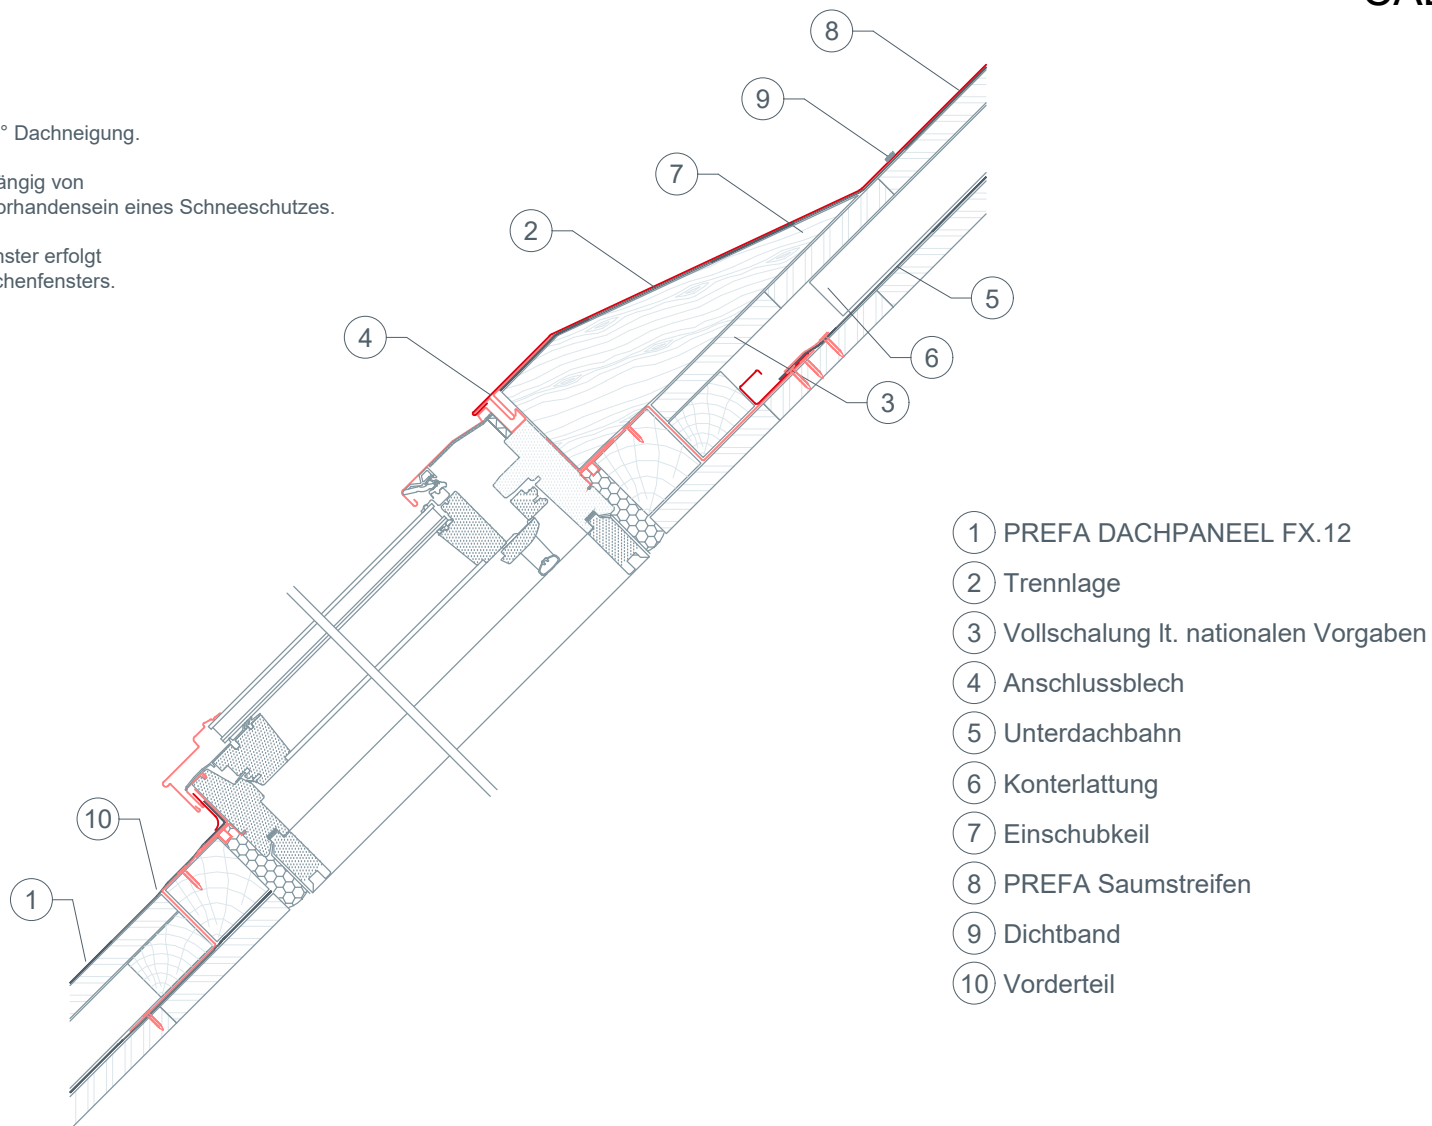 ° Dachneigung.
ängig von
orhandensein eines Schneeschutzes.
nster erfolgt
chenfensters.
8
9
7
2
4
5
6
3
10
1
1 PREFA DACHPANEEL FX.12
2 Trennlage
3 Vollschalung lt. nationalen Vorgaben
4 Anschlussblech
5 Unterdachbahn
6 Konterlattung
7 Einschubkeil
8 PREFA Saumstreifen
9 Dichtband
10 Vorderteil